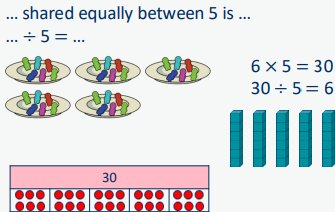 ... shared equally between 5 is ...
... ÷ 5 = ...
6 × 5 = 30
30 ÷ 5 = 6
30